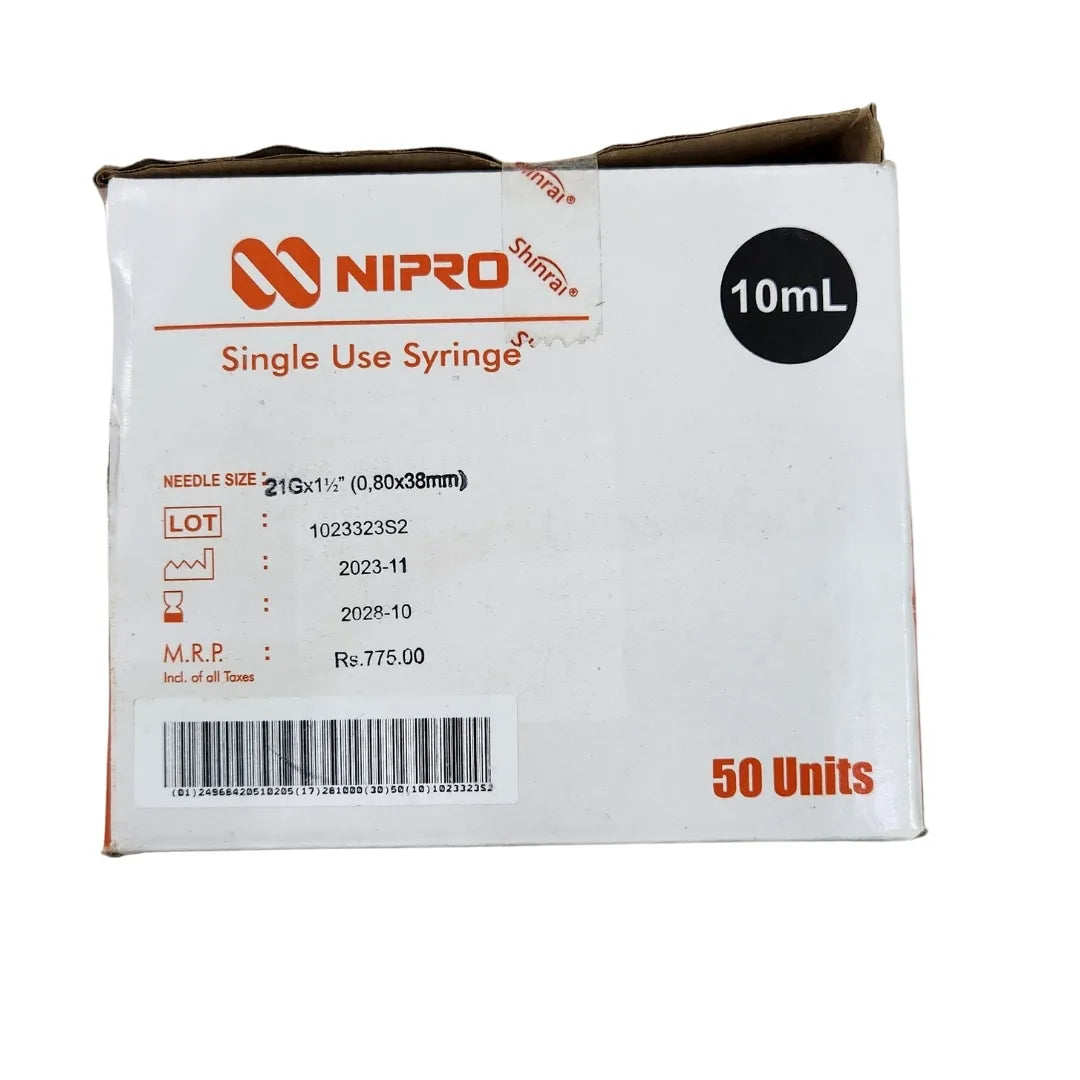 Shinrai®
NIPRO
Shinrai®
10mL
Single Use Syringe
NEEDLE SIZE : 21Gx1½" (0,80x38mm)
LOT : 1023323S2
: 2023-11
: 2028-10
M.R.P. : Rs.775.00
Incl. of all Taxes
(01)24968420510205(17)281000(30)50(10)1023323S2
50 Units